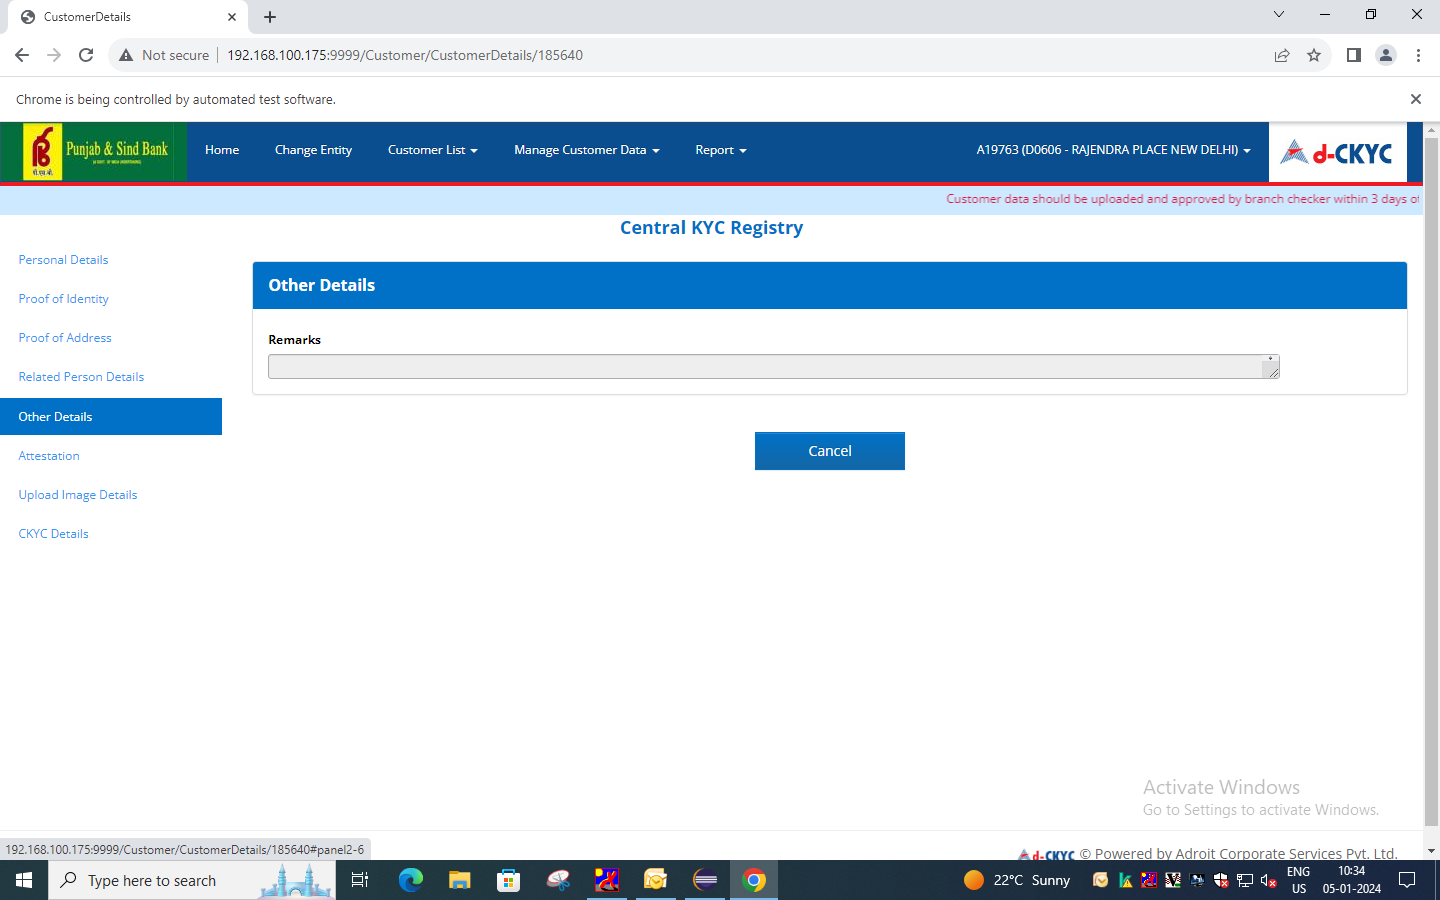 CustomerDetails
Not secure
192.168.100.175:9999/Customer/CustomerDetails/185640
Chrome is being controlled by automated test software.
पी.एस.बी.
Punjab & Sind Bank
Home
Change Entity
Customer List
Manage Customer Data
Report
A19763 (D0606 - RAJENDRA PLACE NEW DELHI)
d-CKYC
Customer data should be uploaded and approved by branch checker within 3 days of
Central KYC Registry
Personal Details
Proof of Identity
Proof of Address
Related Person Details
Other Details
Attestation
Upload Image Details
CKYC Details
Other Details
Remarks
Cancel
Activate Windows
Go to Settings to activate Windows.
192.168.100.175:9999/Customer/CustomerDetails/185640#panel2-6
d-CKYC © Powered by Adroit Corporate Services Pvt. Ltd.
Type here to search
22°C Sunny
ENG
US
10:34
05-01-2024